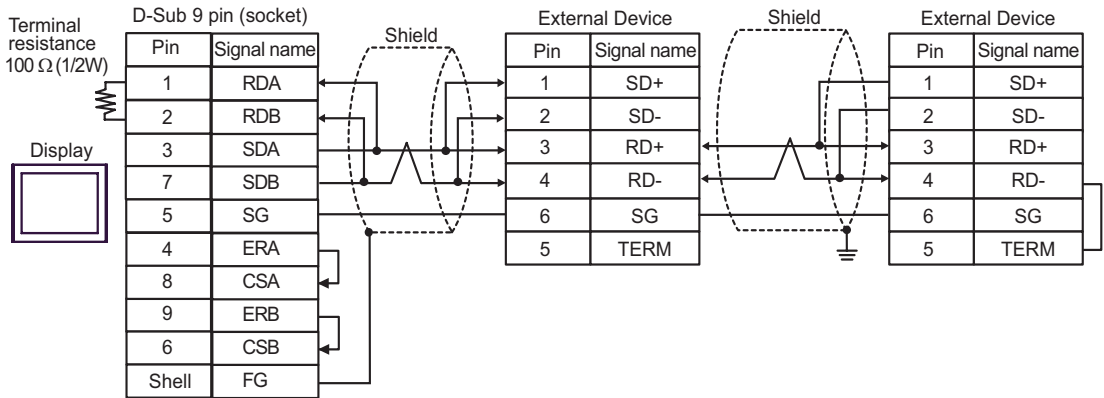 Terminal
resistance
100 Ω (1/2W)
Display
D-Sub 9 pin (socket)
Pin Signal name
1 RDA
2 RDB
3 SDA
7 SDB
5 SG
4 ERA
8 CSA
9 ERB
6 CSB
Shell FG
Shield
External Device
Pin Signal name
1 SD+
2 SD-
3 RD+
4 RD-
6 SG
5 TERM
Shield
External Device
Pin Signal name
1 SD+
2 SD-
3 RD+
4 RD-
6 SG
5 TERM